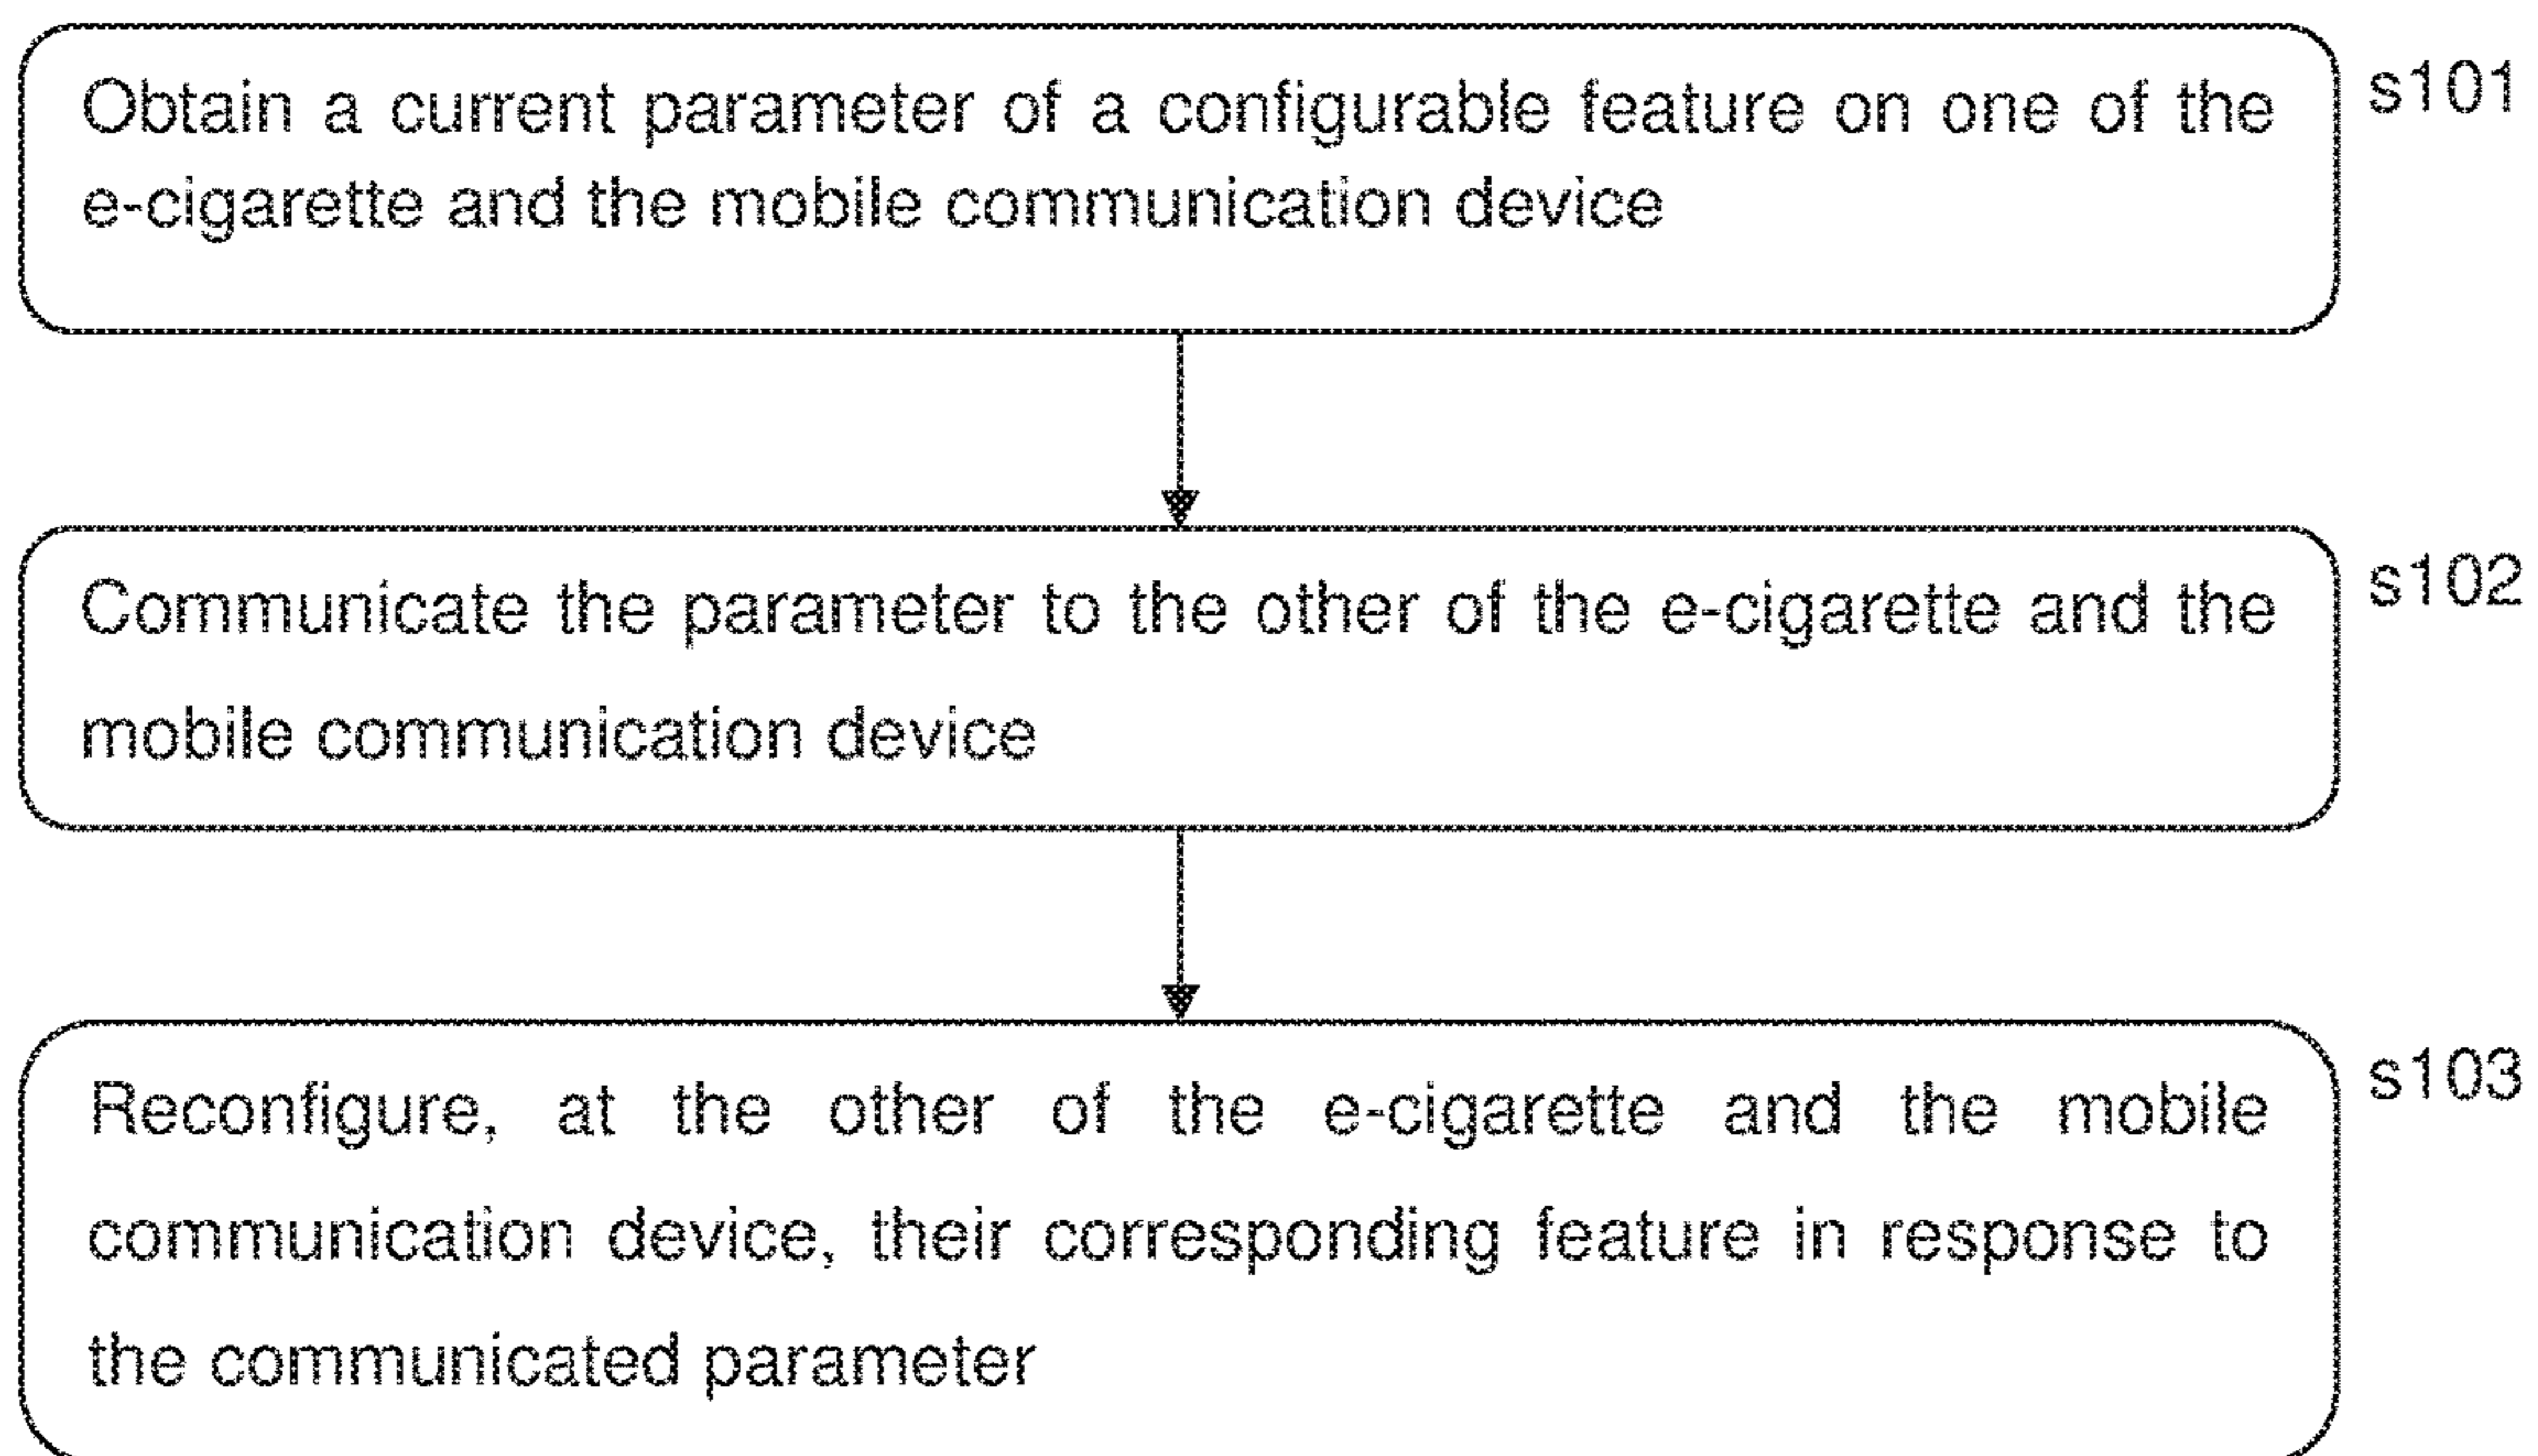 Obtain a current parameter of a configurable feature on one of the
s101
e-cigarette and the mobile communication device
Communicate the parameter to the other of the e-cigarette and the
s102
mobile communication device
Reconfigure, at the other of the e-cigarette and the mobile
s103
communication device, their corresponding feature in response to
the communicated parameter